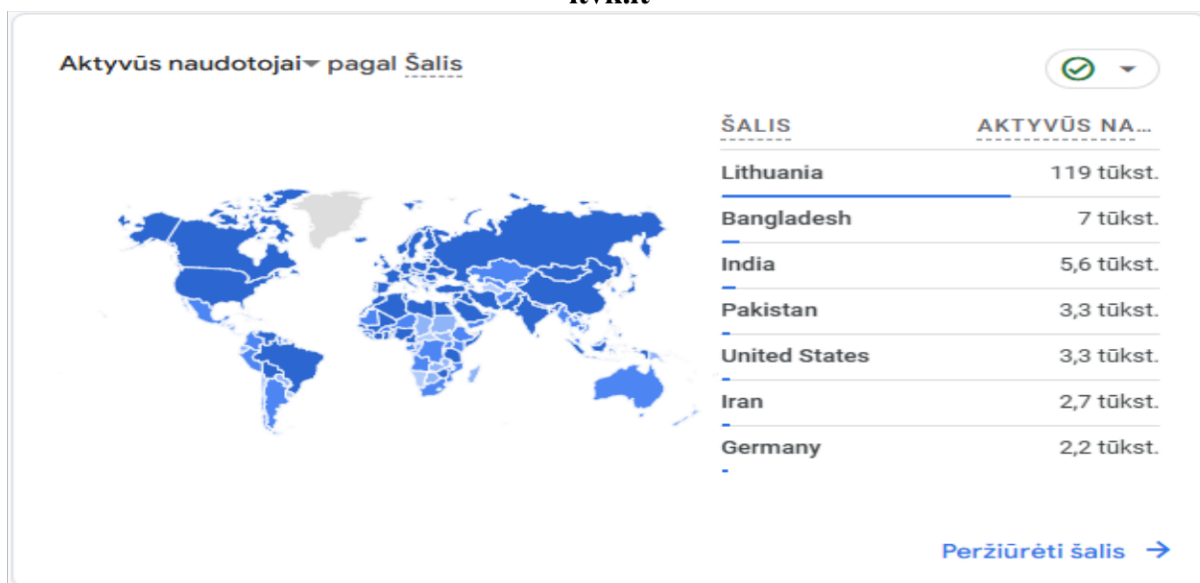 Aktyvūs naudotojai pagal Šalis
ŠALIS AKTYVŪS NA…
Lithuania 119 tūkst.
Bangladesh 7 tūkst.
India 5,6 tūkst.
Pakistan 3,3 tūkst.
United States 3,3 tūkst.
Iran 2,7 tūkst.
Germany 2,2 tūkst.
Peržiūrėti šalis